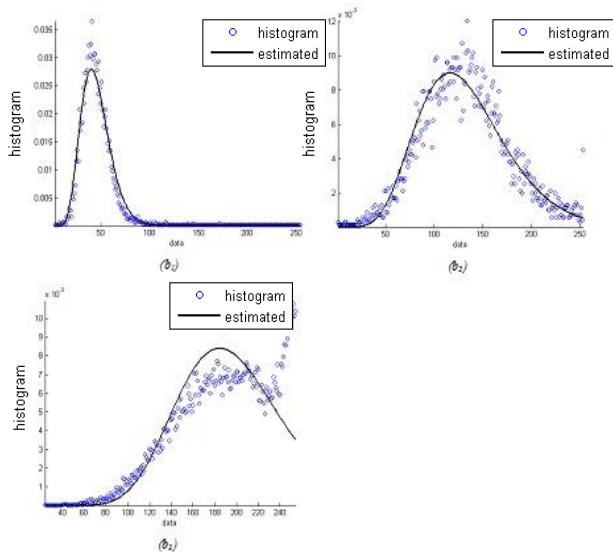 histogram
estimated
0.035
0.03
0.025
0.02
0.015
0.01
0.005
histogram
50 100 150 200 250
data
(b₁)
x 10⁻³
histogram
estimated
12
10
8
6
4
2
histogram
50 100 150 200 250
data
(b₂)
x 10⁻³
histogram
estimated
10
9
8
7
6
5
4
3
2
1
histogram
40 60 80 100 120 140 160 180 200 220 240
data